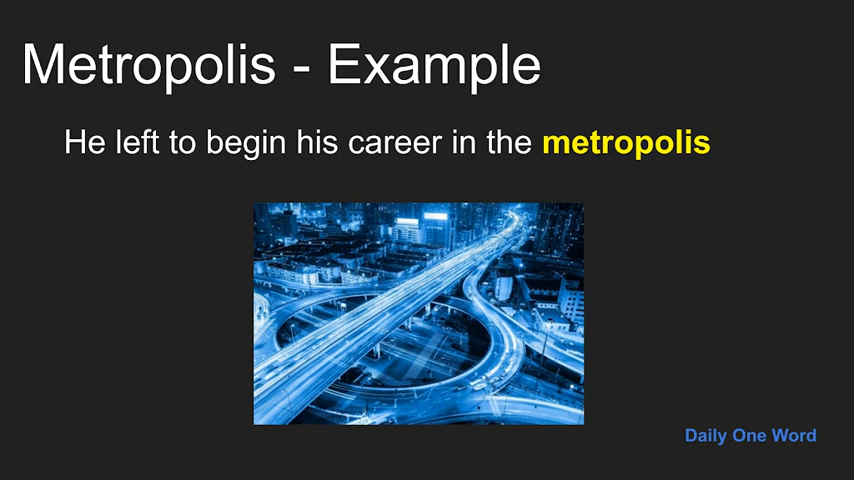 Metropolis - Example
He left to begin his career in the metropolis
Daily One Word